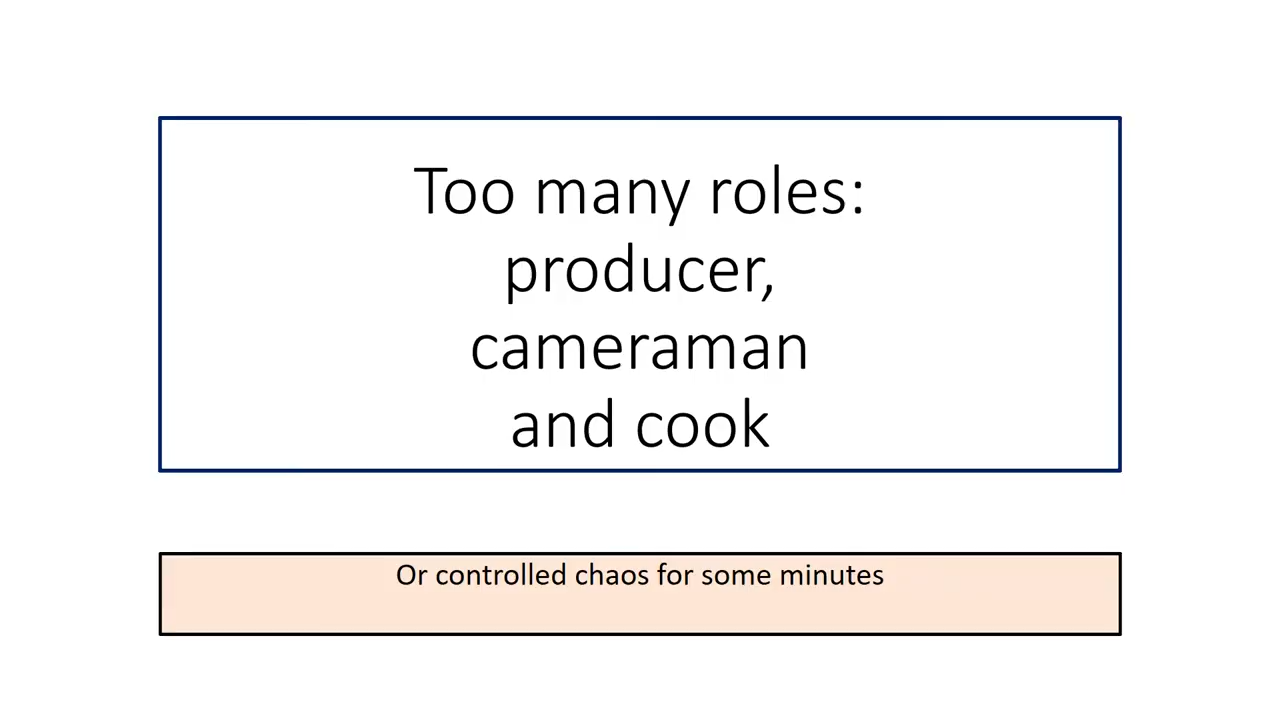 Too many roles:
producer,
cameraman
and cook
Or controlled chaos for some minutes